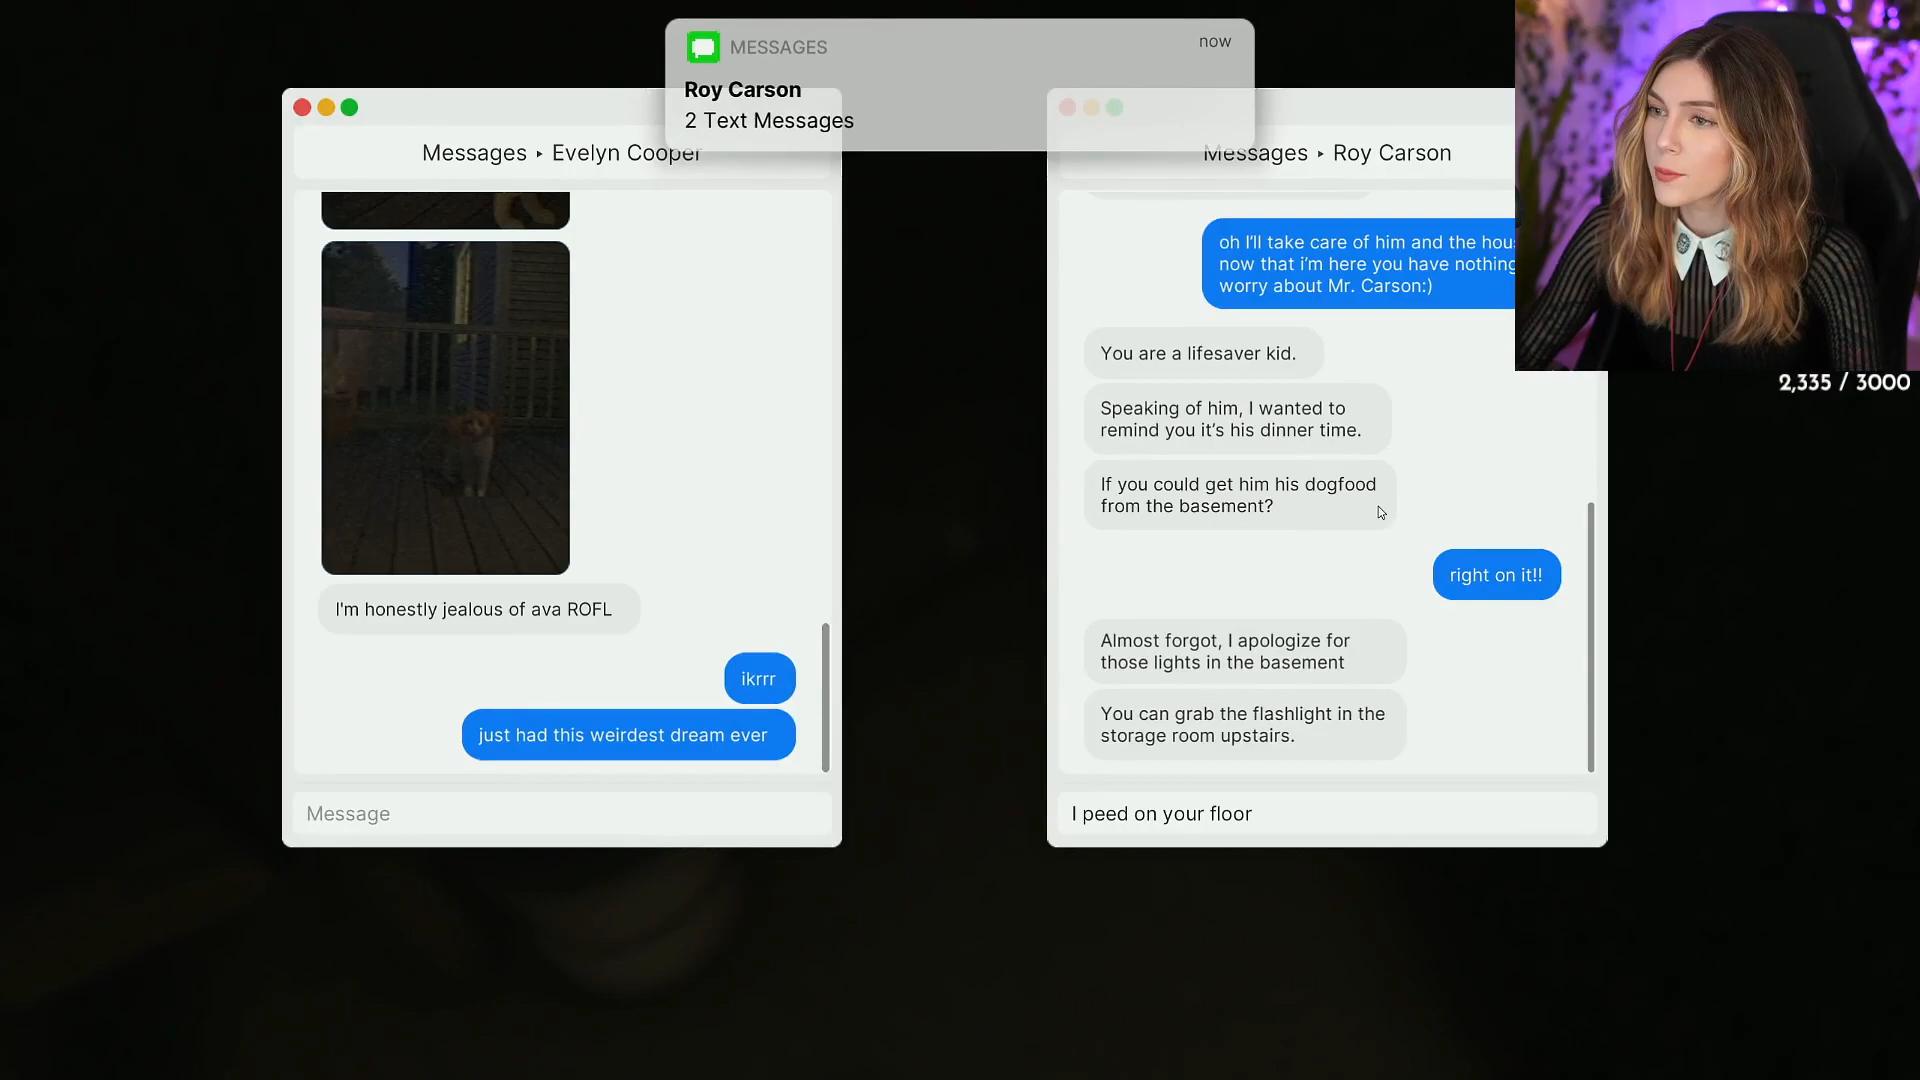 MESSAGES
now
Roy Carson
2 Text Messages
Messages ▸ Evelyn Cooper
I'm honestly jealous of ava ROFL
ikrrr
just had this weirdest dream ever
Message
Messages ▸ Roy Carson
oh I'll take care of him and the hou
now that i'm here you have nothing
worry about Mr. Carson:)
You are a lifesaver kid.
Speaking of him, I wanted to
remind you it's his dinner time.
If you could get him his dogfood
from the basement?
right on it!!
Almost forgot, I apologize for
those lights in the basement
You can grab the flashlight in the
storage room upstairs.
I peed on your floor
2,335 / 3000